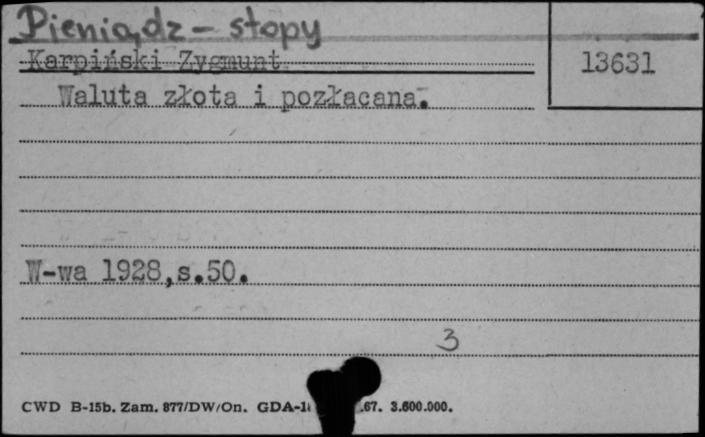 Pieniądz - stopy
Karpiński Zygmunt
13631
Waluta złota i pozłacana.
W-wa 1928,s.50.
3
CWD B-15b. Zam. 877/DW/On. GDA-1 .67. 3.600.000.